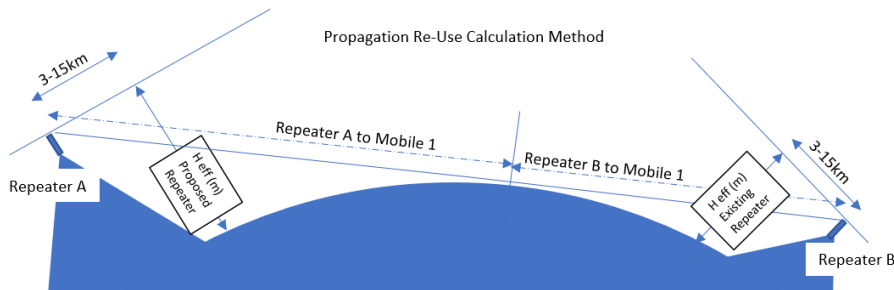 Propagation Re-Use Calculation Method
3-15km
Repeater A to Mobile 1
Repeater B to Mobile 1
3-15km
Repeater A
H eff (m)
Proposed
Repeater
H eff (m)
Existing
Repeater
Repeater B